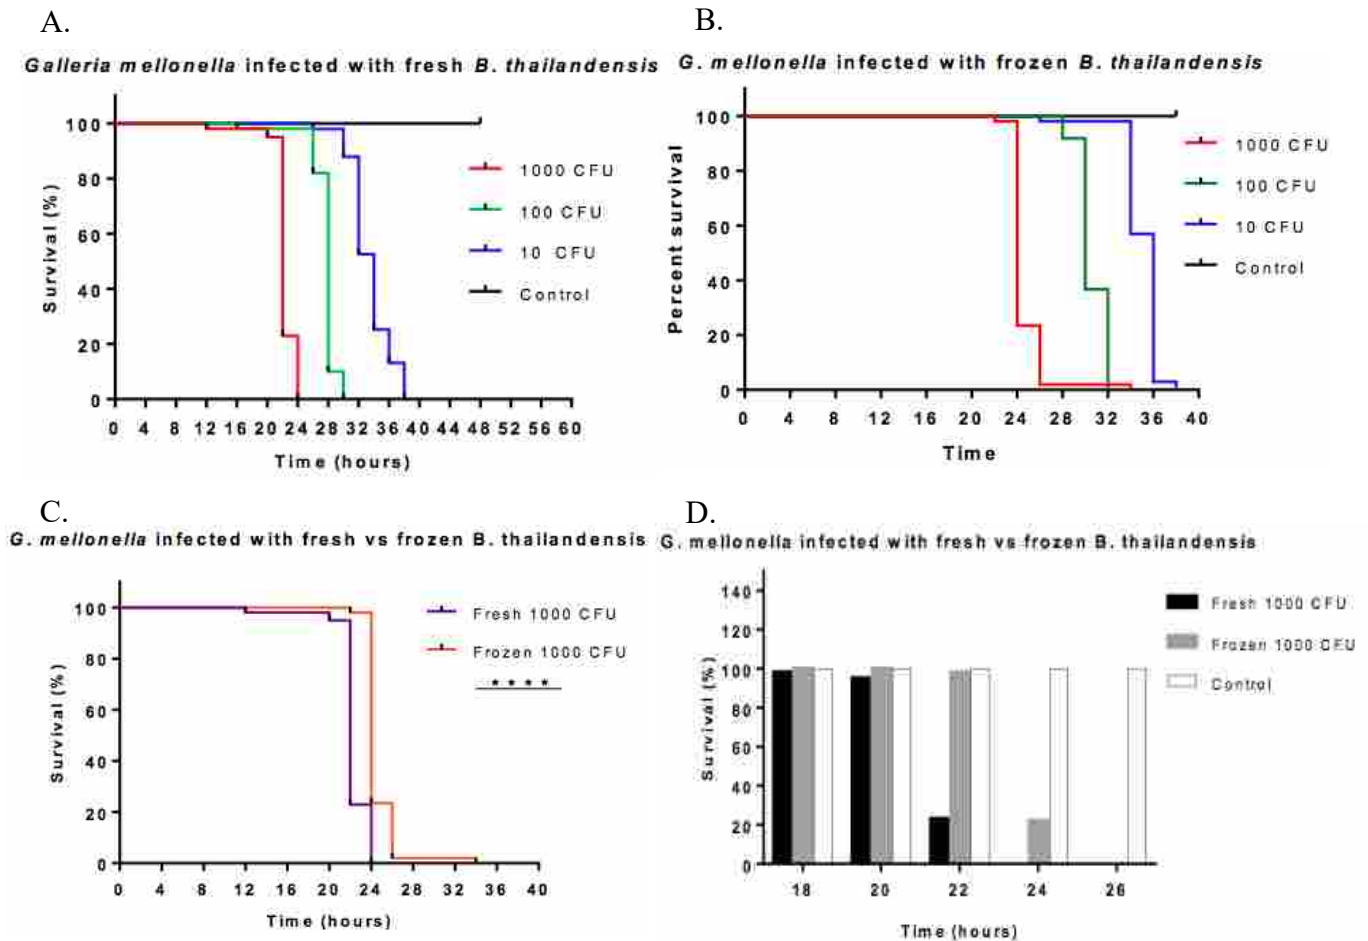 A.
Galleria mellonella infected with fresh B. thailandensis
Survival (%)
100
80
60
40
20
0
0 4 8 12 16 20 24 28 32 36 40 44 48 52 56 60
Time (hours)
1000 CFU
100 CFU
10 CFU
Control
B.
G. mellonella infected with frozen B. thailandensis
Percent survival
100
80
60
40
20
0
0 4 8 12 16 20 24 28 32 36 40
Time
1000 CFU
100 CFU
10 CFU
Control
C.
G. mellonella infected with fresh vs frozen B. thailandensis
Survival (%)
100
80
60
40
20
0
0 4 8 12 16 20 24 28 32 36 40
Time (hours)
Fresh 1000 CFU
Frozen 1000 CFU
* * * *
D.
G. mellonella infected with fresh vs frozen B. thailandensis
Survival (%)
140
120
100
80
60
40
20
0
18 20 22 24 26
Time (hours)
Fresh 1000 CFU
Frozen 1000 CFU
Control